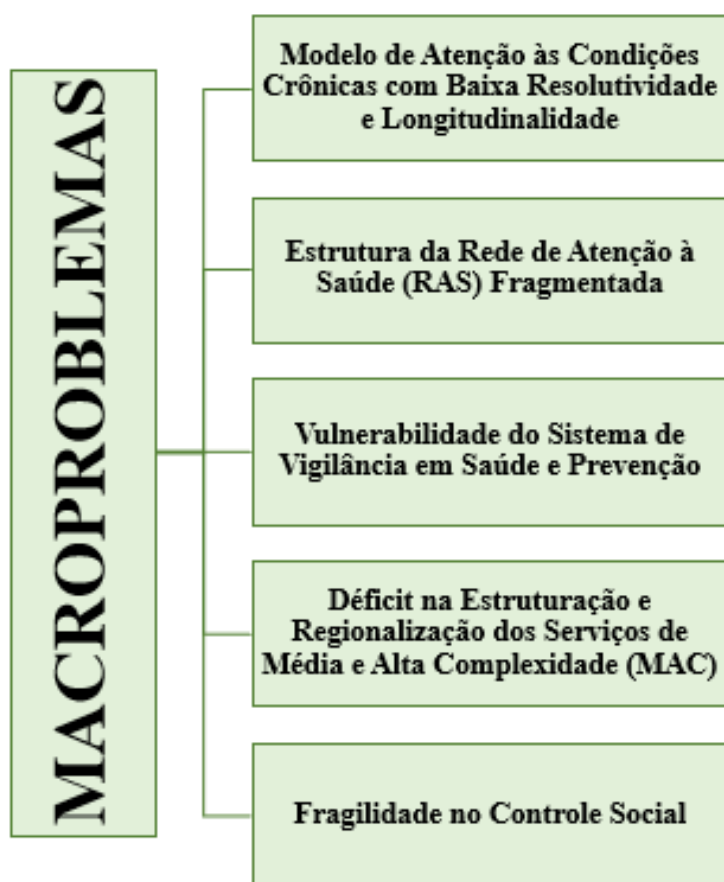 MACROPROBLEMAS
Modelo de Atenção às Condições
Crônicas com Baixa Resolutividade
e Longitudinalidade
Estrutura da Rede de Atenção à
Saúde (RAS) Fragmentada
Vulnerabilidade do Sistema de
Vigilância em Saúde e Prevenção
Déficit na Estruturação e
Regionalização dos Serviços de
Média e Alta Complexidade (MAC)
Fragilidade no Controle Social